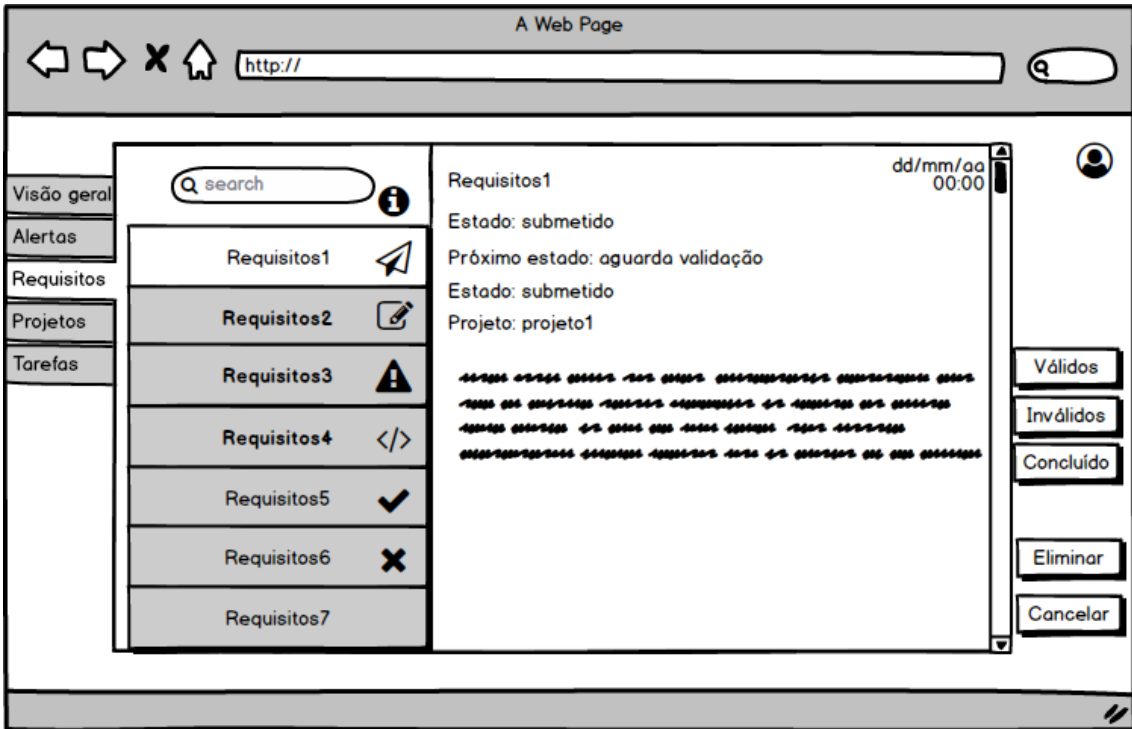 A Web Page
http://
Visão geral
Alertas
Requisitos
Projetos
Tarefas
search
Requisitos1
Requisitos2
Requisitos3
Requisitos4
</>
Requisitos5
Requisitos6
Requisitos7
Requisitos1
dd/mm/aa
00:00
Estado: submetido
Próximo estado: aguarda validação
Estado: submetido
Projeto: projeto1
Válidos
Inválidos
Concluído
Eliminar
Cancelar